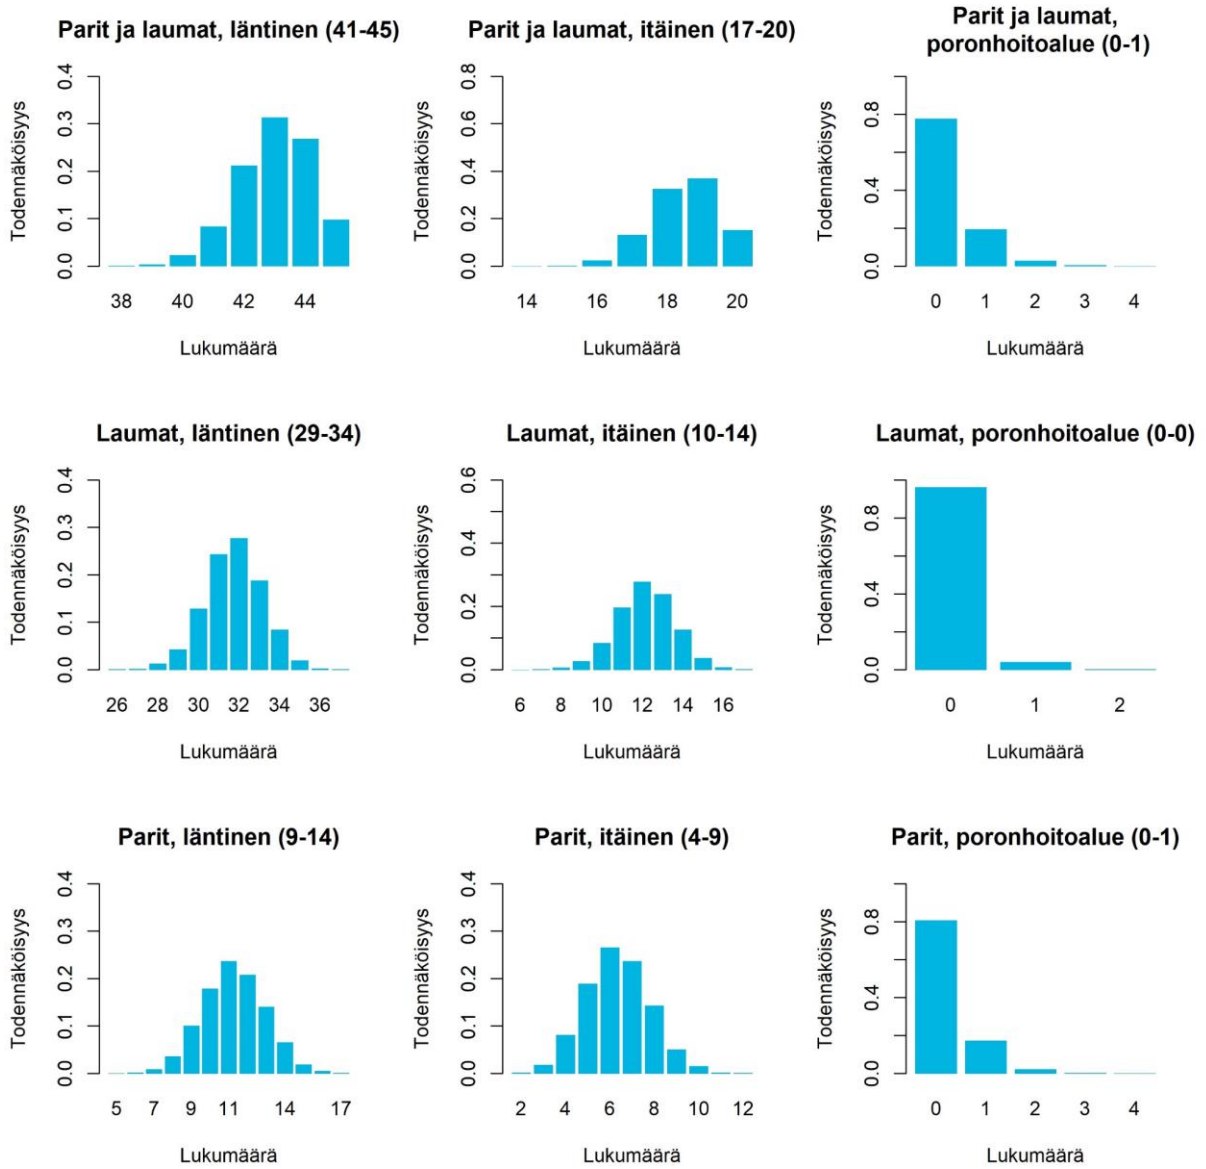 Parit ja laumat, läntinen (41-45)
0.0 0.1 0.2 0.3 0.4
Todennäköisyys
38 40 42 44
Lukumäärä
Parit ja laumat, itäinen (17-20)
0.0 0.2 0.4 0.6 0.8
Todennäköisyys
14 16 18 20
Lukumäärä
Parit ja laumat,
poronhoitoalue (0-1)
0.0 0.4 0.8
Todennäköisyys
0 1 2 3 4
Lukumäärä
Laumat, läntinen (29-34)
0.0 0.1 0.2 0.3 0.4
Todennäköisyys
26 28 30 32 34 36
Lukumäärä
Laumat, itäinen (10-14)
0.0 0.2 0.4 0.6
Todennäköisyys
6 8 10 12 14 16
Lukumäärä
Laumat, poronhoitoalue (0-0)
0.0 0.4 0.8
Todennäköisyys
0 1 2
Lukumäärä
Parit, läntinen (9-14)
0.0 0.1 0.2 0.3 0.4
Todennäköisyys
5 7 9 11 14 17
Lukumäärä
Parit, itäinen (4-9)
0.0 0.1 0.2 0.3 0.4
Todennäköisyys
2 4 6 8 10 12
Lukumäärä
Parit, poronhoitoalue (0-1)
0.0 0.4 0.8
Todennäköisyys
0 1 2 3 4
Lukumäärä